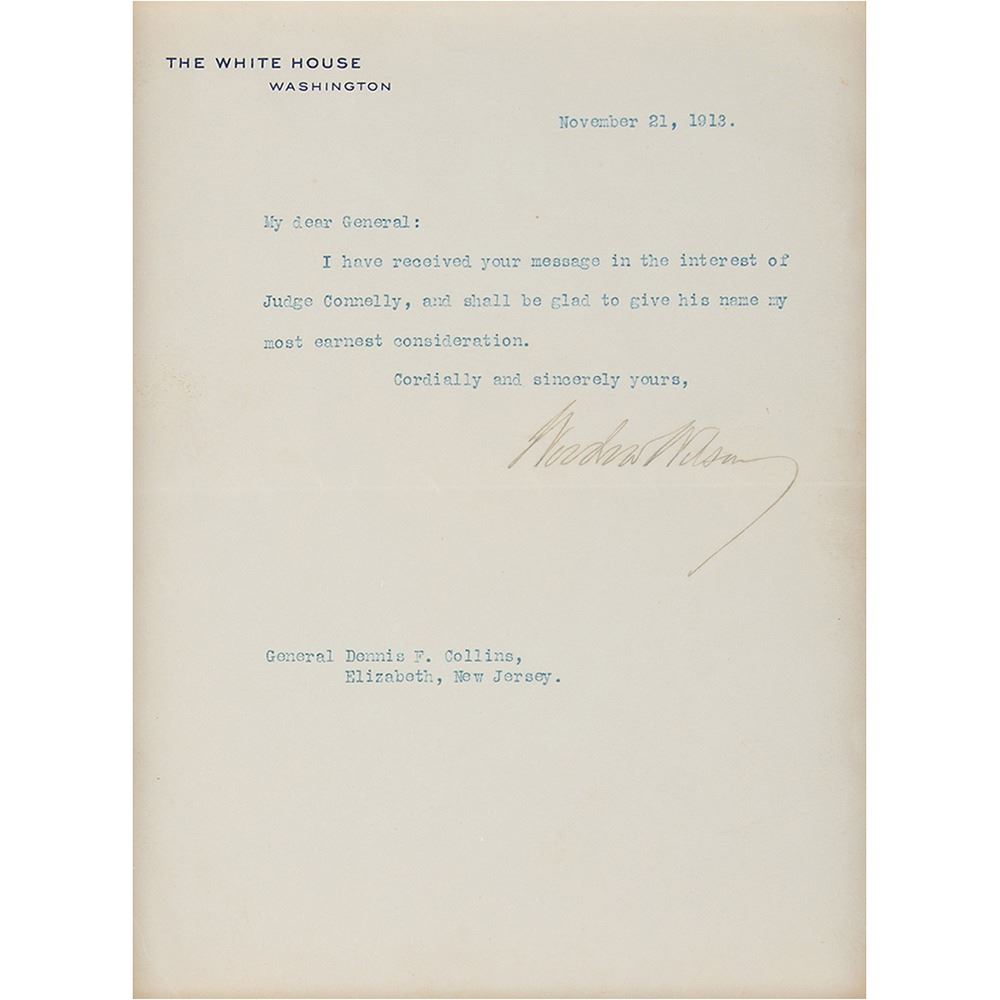 THE WHITE HOUSE
WASHINGTON
November 21, 1913.
My dear General:
I have received your message in the interest of
Judge Connelly, and shall be glad to give his name my
most earnest consideration.
Cordially and sincerely yours,
Woodrow Wilson
General Dennis F. Collins,
Elizabeth, New Jersey.